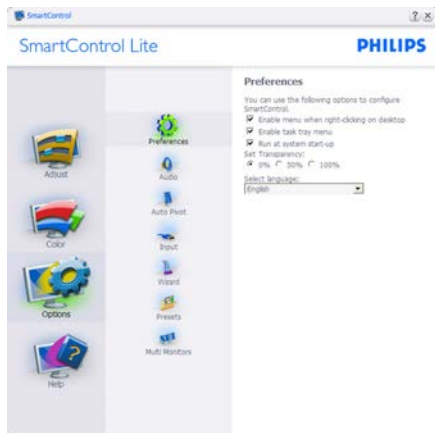 SmartControl
SmartControl Lite
PHILIPS
Adjust
Color
Options
Help
Preferences
Audio
Auto Pivot
Input
Wizard
Presets
Multi Monitors
Preferences
You can use the following options to configure
SmartControl.
Enable menu when right-clicking on desktop
Enable task tray menu
Run at system start-up
Set Transparency:
0% 50% 100%
Select language:
English